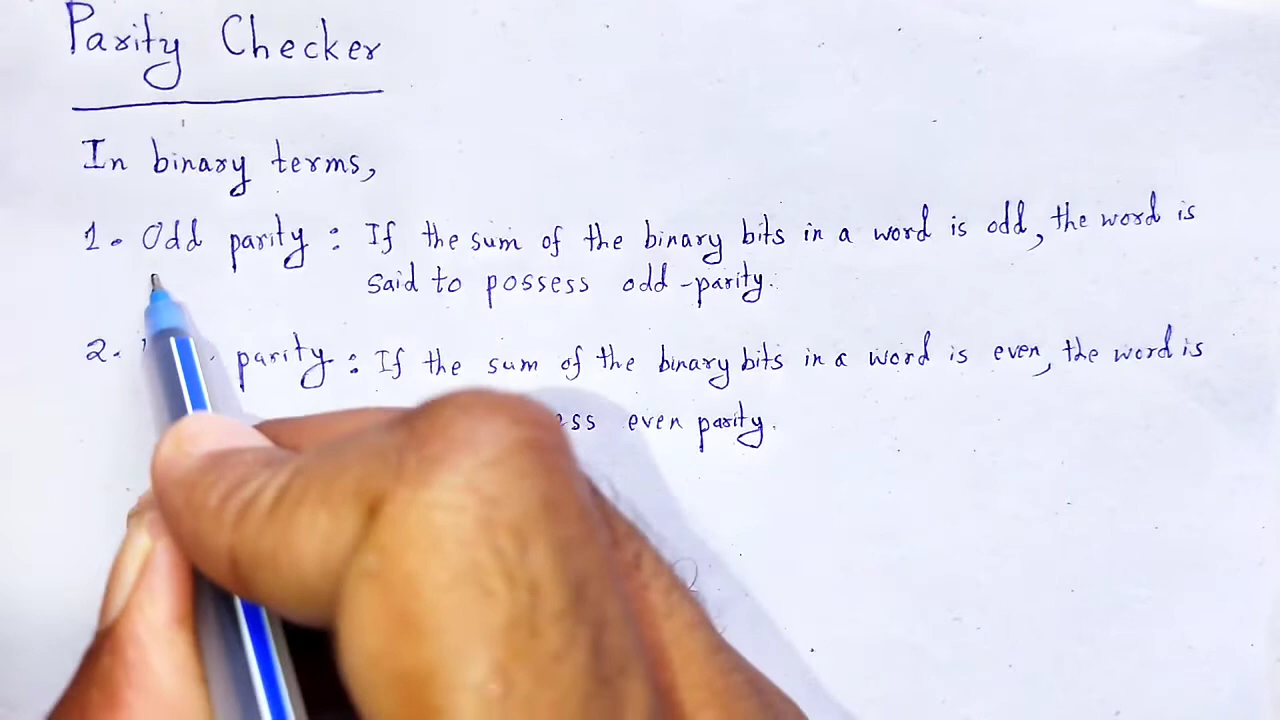 Parity Checker
In binary terms,
1. Odd parity : If the sum of the binary bits in a word is odd, the word is
said to possess odd-parity.
2. parity : If the sum of the binary bits in a word is even, the word is
even parity.